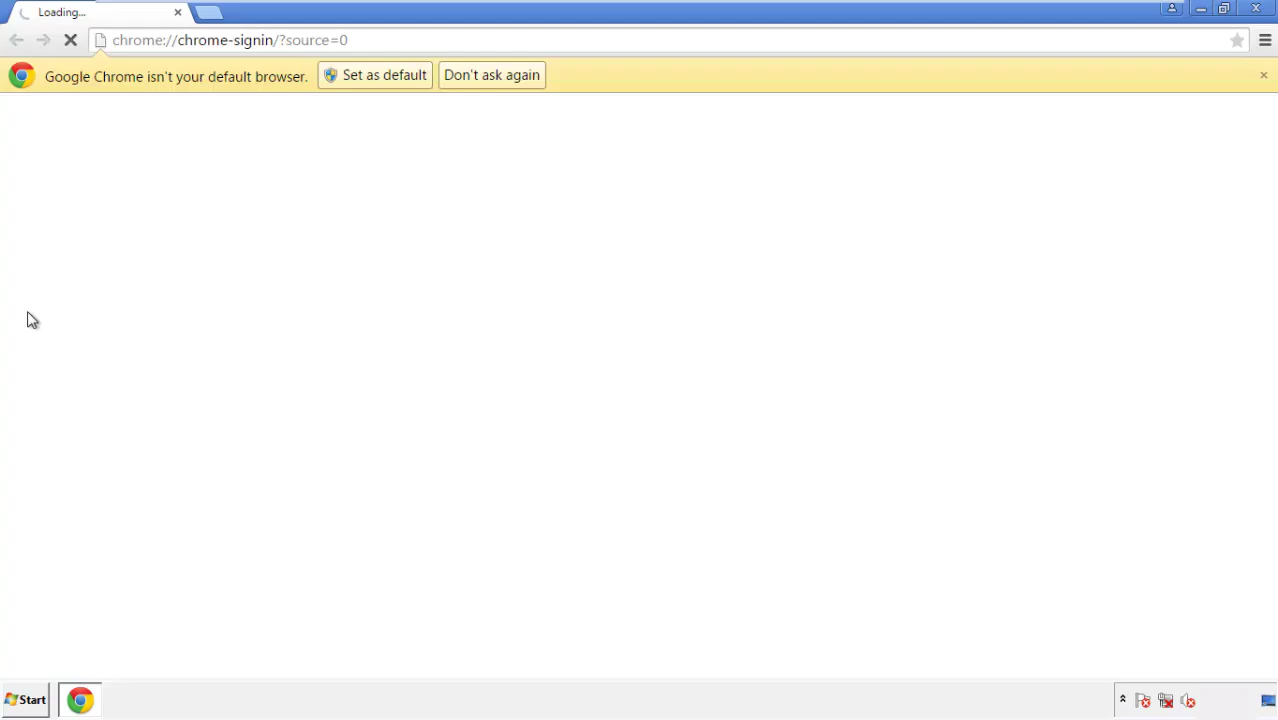 Loading...
chrome://chrome-signin/?source=0
Google Chrome isn't your default browser. Set as default Don't ask again
Start